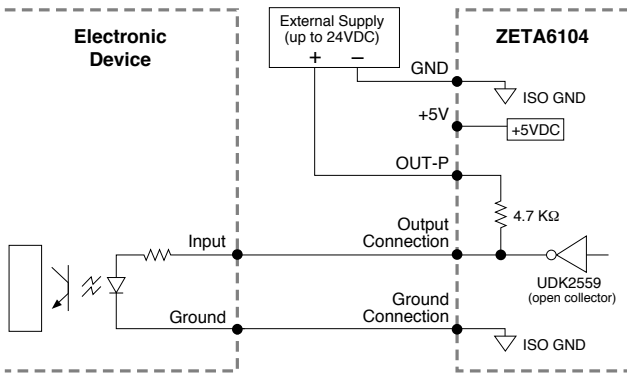 Electronic
Device
External Supply
(up to 24VDC)
+ –
ZETA6104
GND
ISO GND
+5V
+5VDC
OUT-P
4.7 KΩ
Input
Output
Connection
UDK2559
(open collector)
Ground
Ground
Connection
ISO GND